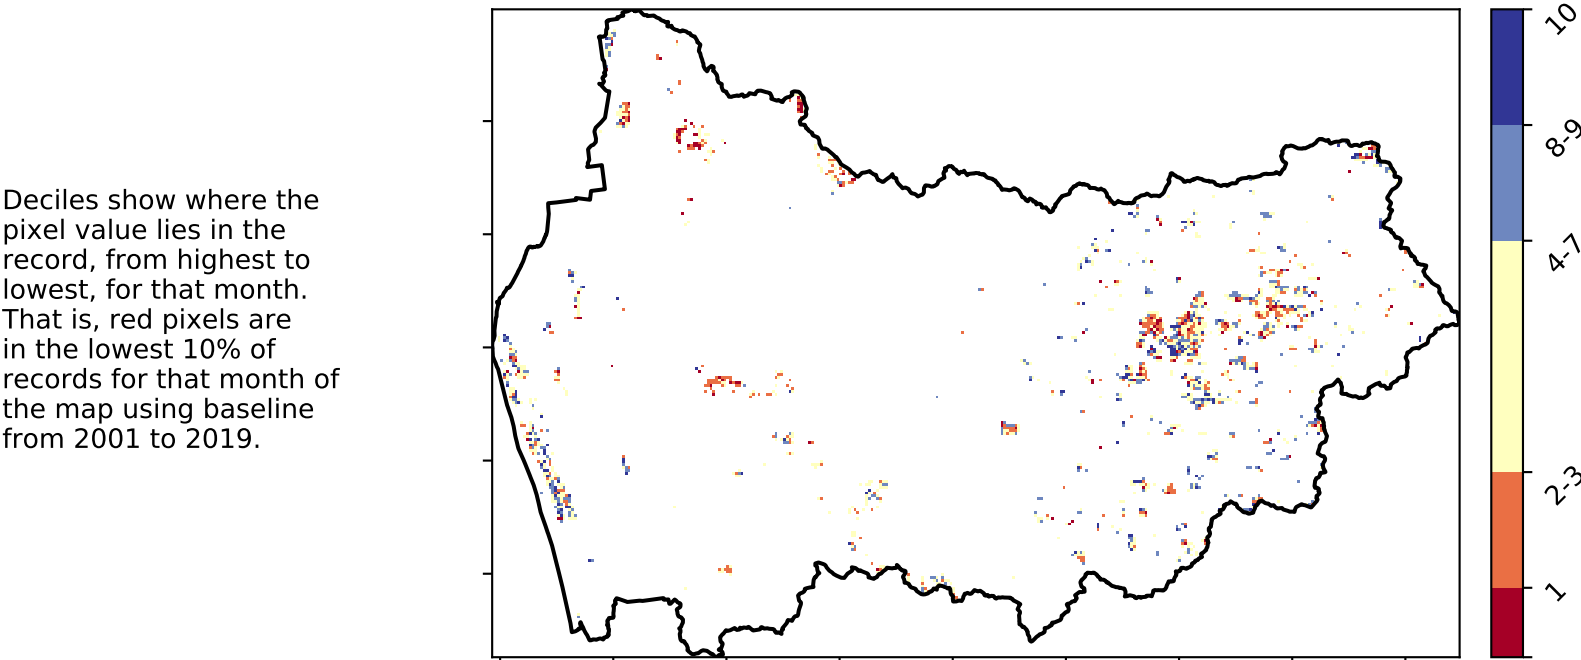 Deciles show where the
pixel value lies in the
record, from highest to
lowest, for that month.
That is, red pixels are
in the lowest 10% of
records for that month of
the map using baseline
from 2001 to 2019.
10
8-9
4-7
2-3
1